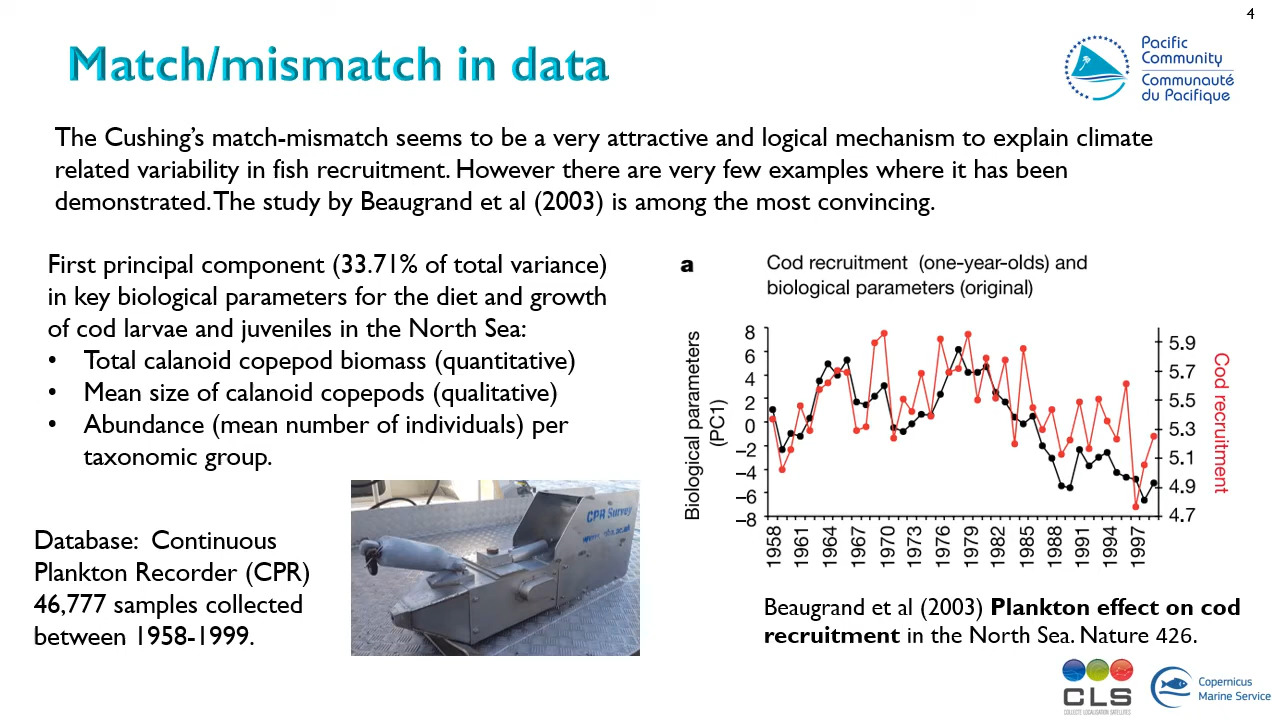 4
Match/mismatch in data
Pacific
Community
Communauté
du Pacifique
The Cushing’s match-mismatch seems to be a very attractive and logical mechanism to explain climate
related variability in fish recruitment. However there are very few examples where it has been
demonstrated. The study by Beaugrand et al (2003) is among the most convincing.
First principal component (33.71% of total variance)
in key biological parameters for the diet and growth
of cod larvae and juveniles in the North Sea:
• Total calanoid copepod biomass (quantitative)
• Mean size of calanoid copepods (qualitative)
• Abundance (mean number of individuals) per
taxonomic group.
Database: Continuous
Plankton Recorder (CPR)
46,777 samples collected
between 1958-1999.
CPR Survey
a
Cod recruitment (one-year-olds) and
biological parameters (original)
Biological parameters
(PC1)
8
6
4
2
0
–2
–4
–6
–8
5.9
5.7
5.5
5.3
5.1
4.9
4.7
Cod recruitment
1958
1961
1964
1967
1970
1973
1976
1979
1982
1985
1988
1991
1994
1997
Beaugrand et al (2003) Plankton effect on cod
recruitment in the North Sea. Nature 426.
CLS
COLLECTE LOCALISATION SATELLITES
Copernicus
Marine Service